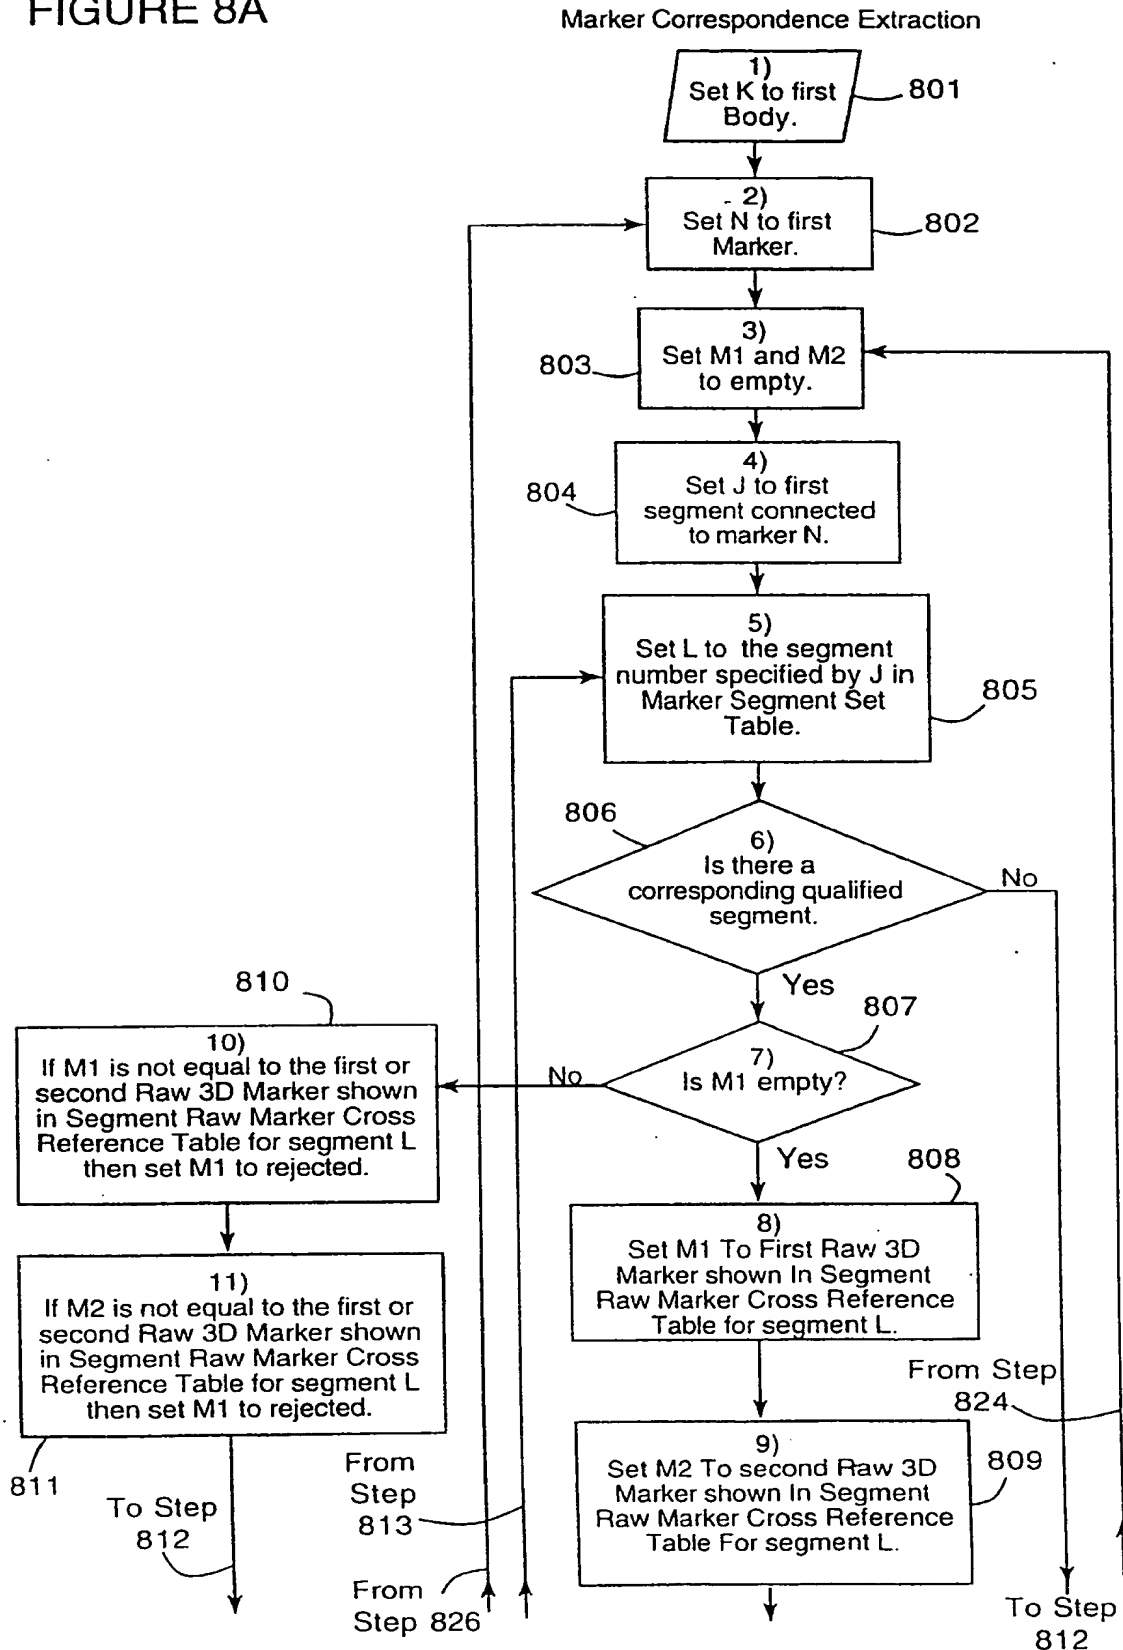 FIGURE 8A
Marker Correspondence Extraction
1)
Set K to first
Body.
801
2)
Set N to first
Marker.
802
3)
Set M1 and M2
to empty.
803
4)
Set J to first
segment connected
to marker N.
804
5)
Set L to the segment
number specified by J in
Marker Segment Set
Table.
805
806
6)
Is there a
corresponding qualified
segment.
No
Yes
807
7)
Is M1 empty?
No
Yes
810
10)
If M1 is not equal to the first or
second Raw 3D Marker shown
in Segment Raw Marker Cross
Reference Table for segment L
then set M1 to rejected.
808
8)
Set M1 To First Raw 3D
Marker shown In Segment
Raw Marker Cross Reference
Table for segment L.
11)
If M2 is not equal to the first or
second Raw 3D Marker shown
in Segment Raw Marker Cross
Reference Table for segment L
then set M1 to rejected.
811
From Step
824
9)
Set M2 To second Raw 3D
Marker shown In Segment
Raw Marker Cross Reference
Table For segment L.
809
To Step
812
From
Step
813
From
Step 826
To Step
812